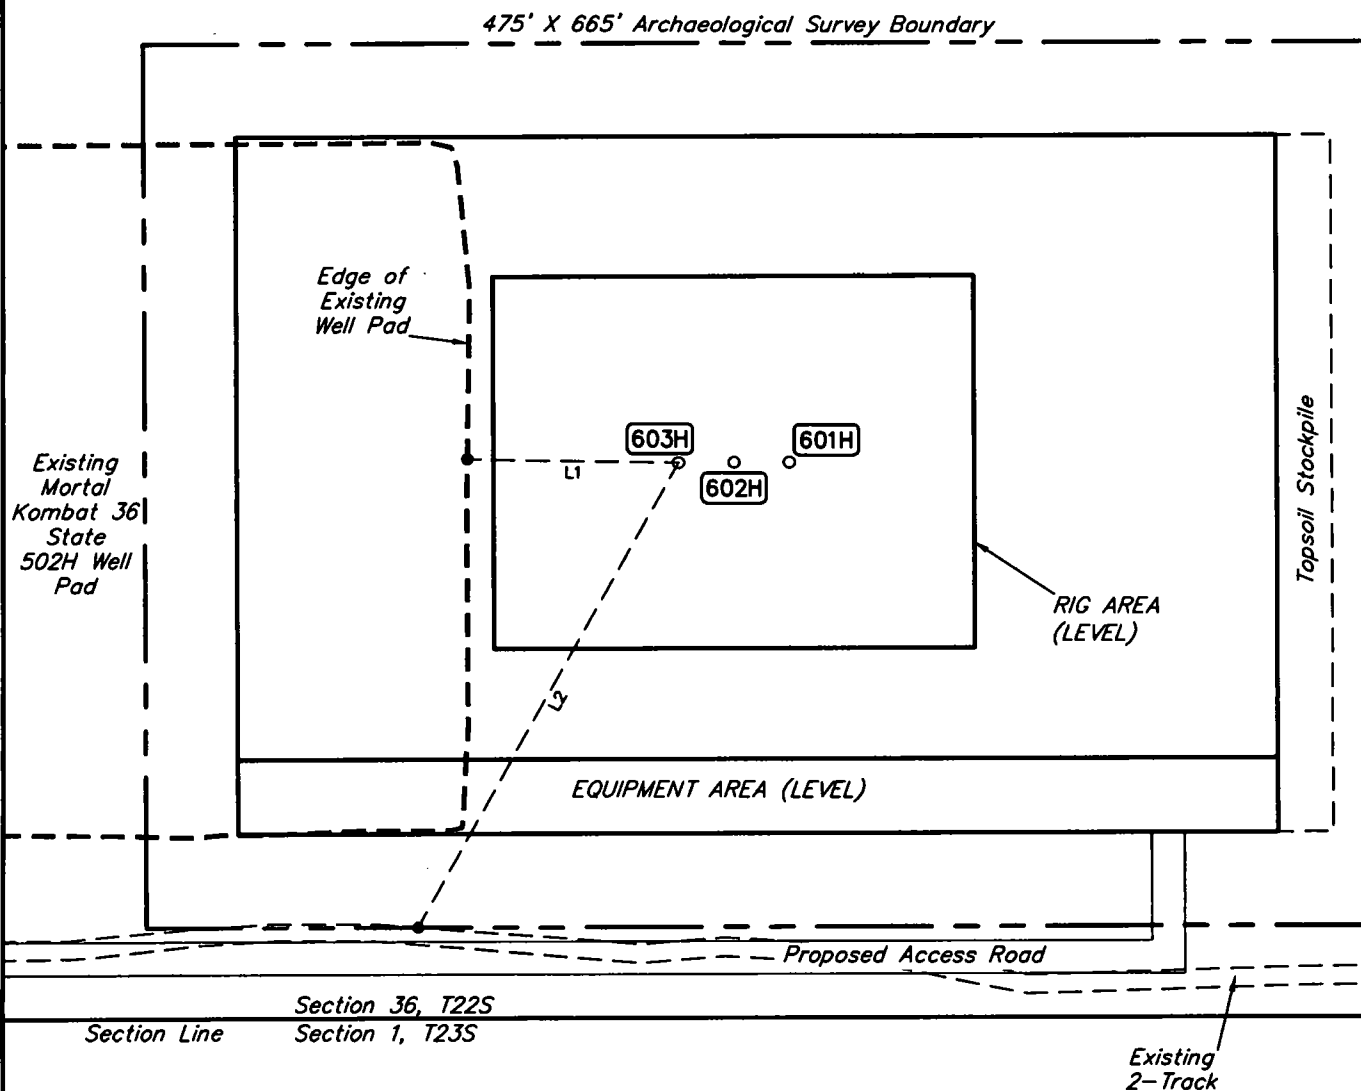 475' X 665' Archaeological Survey Boundary
Edge of
Existing
Well Pad
603H
601H
L1
602H
Existing
Mortal
Kombat 36
State
502H Well
Pad
Topsoil Stockpile
RIG AREA
(LEVEL)
L2
EQUIPMENT AREA (LEVEL)
Proposed Access Road
Section 36, T22S
Section Line
Section 1, T23S
Existing
2-Track